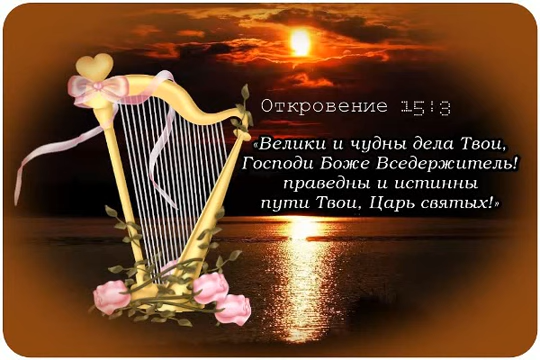 Откровение 15:3
«Велики и чудны дела Твои,
Господи Боже Вседержитель!
праведны и истинны
пути Твои, Царь святых!»